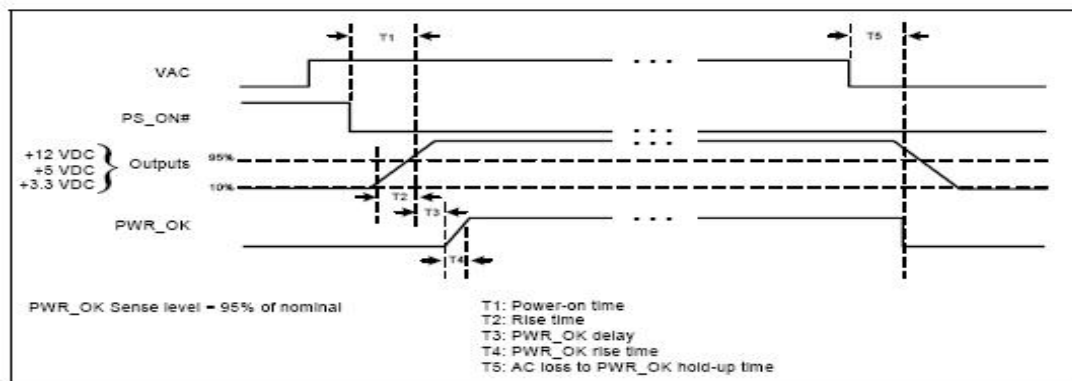 T1
T5
VAC
PS_ON#
+12 VDC
+5 VDC
+3.3 VDC
Outputs
95%
10%
T2
T3
PWR_OK
T4
PWR_OK Sense level = 95% of nominal
T1: Power-on time
T2: Rise time
T3: PWR_OK delay
T4: PWR_OK rise time
T5: AC loss to PWR_OK hold-up time